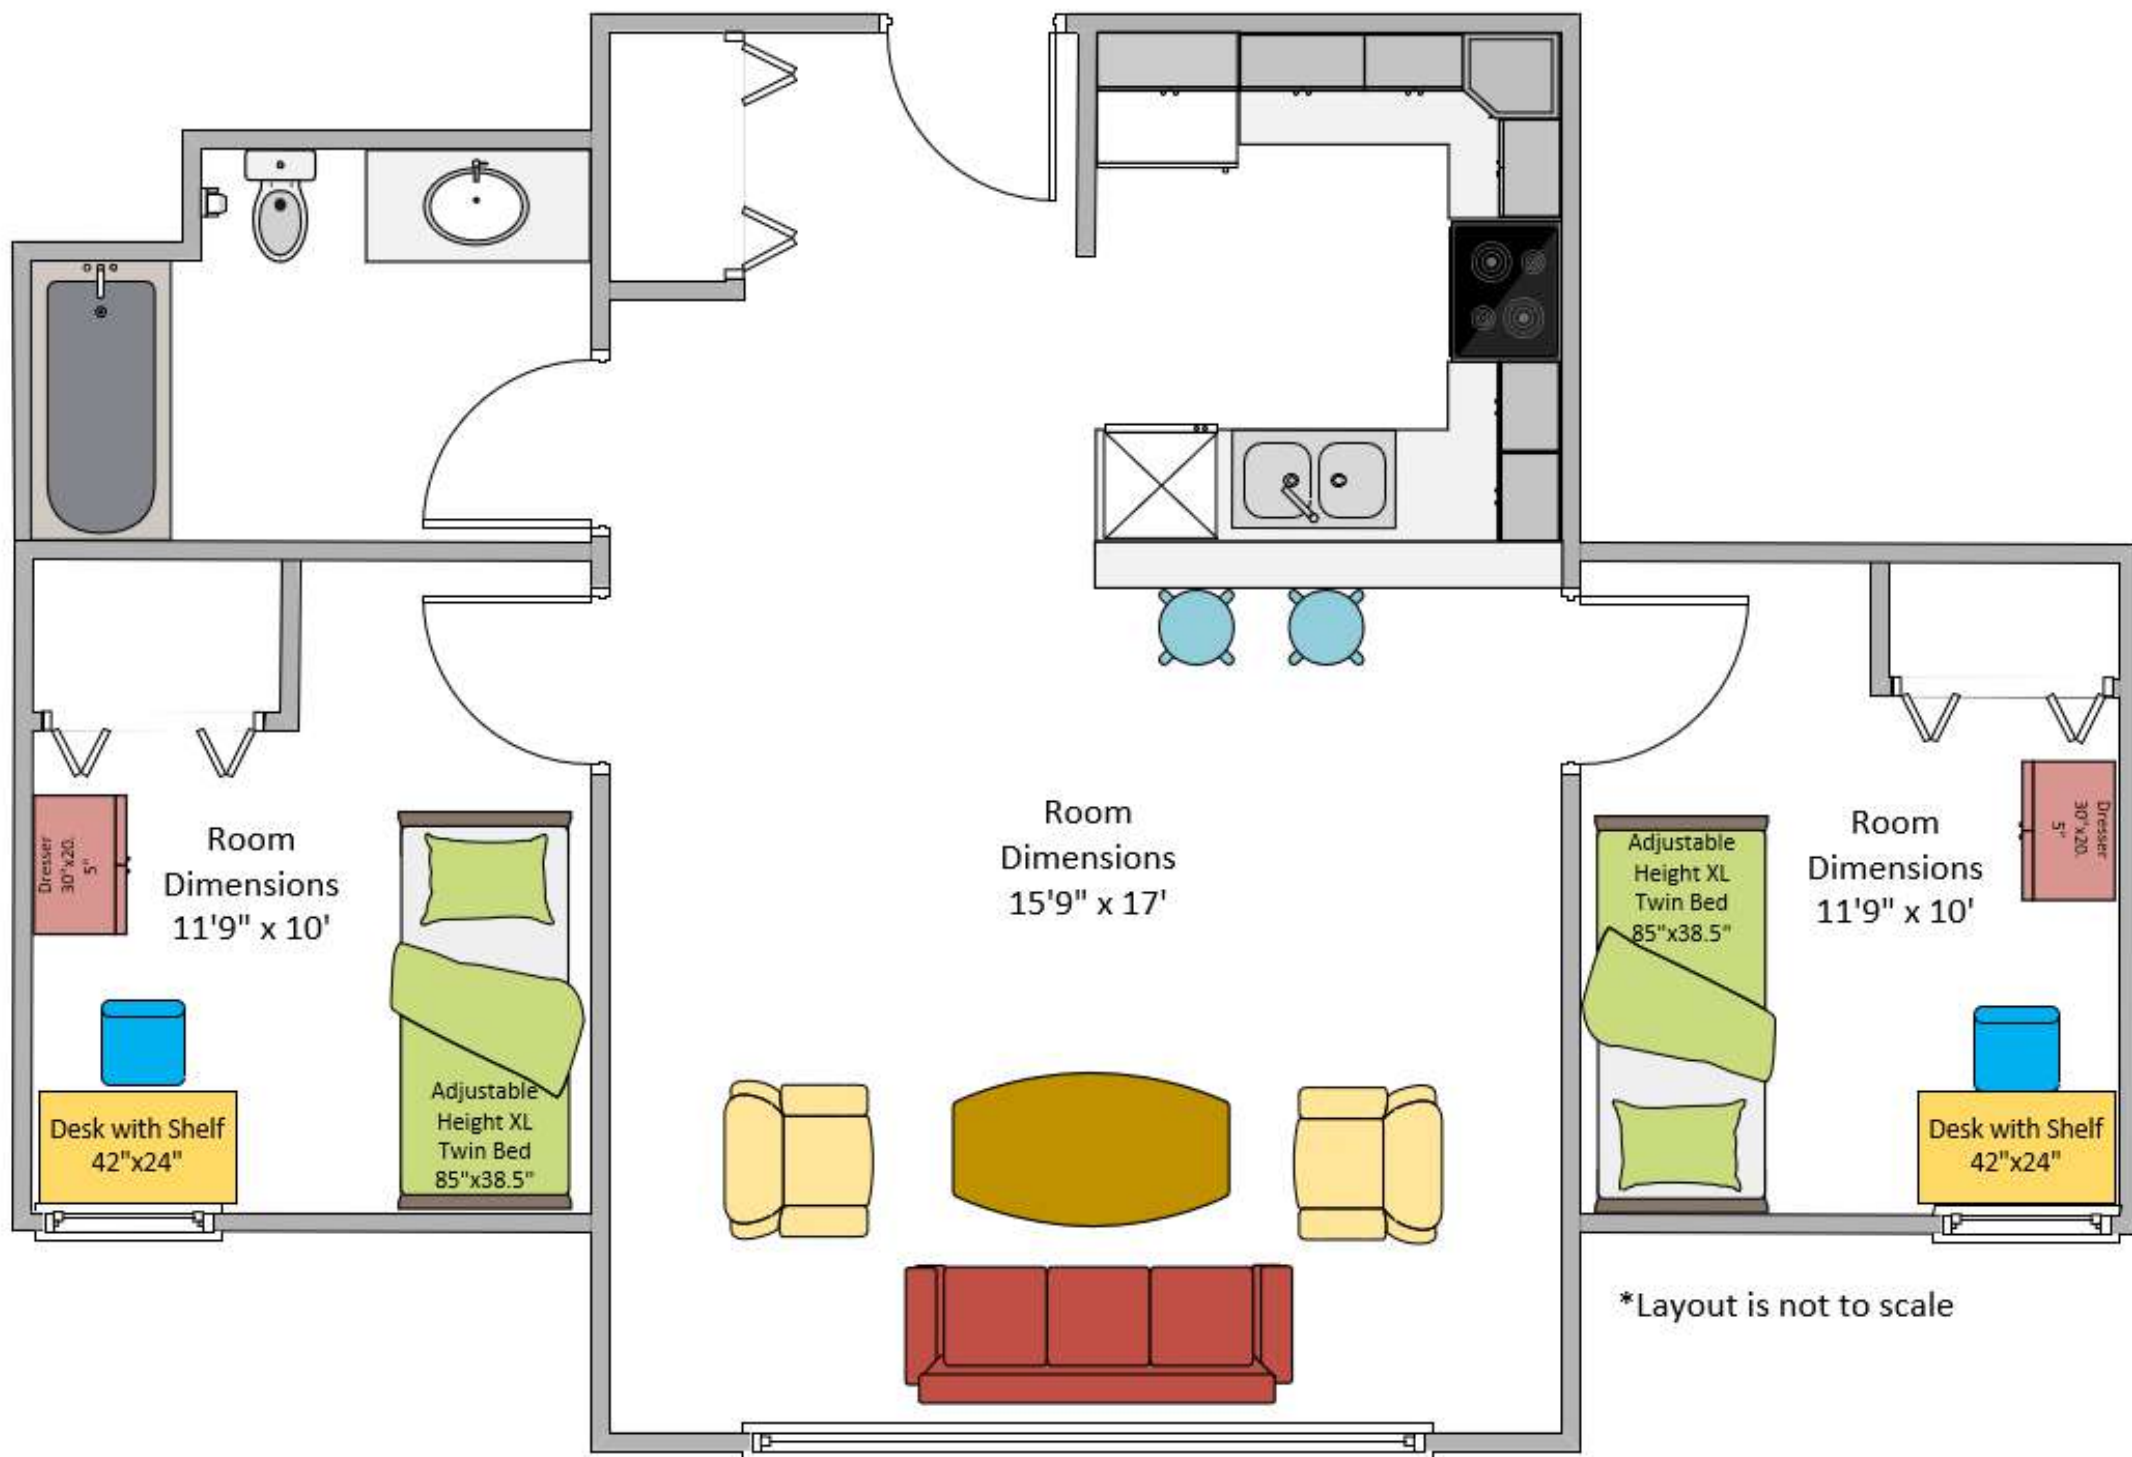 Room
Dimensions
11'9" x 10'
Dresser
30"x20.
5"
Desk with Shelf
42"x24"
Adjustable
Height XL
Twin Bed
85"x38.5"
Room
Dimensions
15'9" x 17'
Adjustable
Height XL
Twin Bed
85"x38.5"
Room
Dimensions
11'9" x 10'
Dresser
30"x20.
5"
Desk with Shelf
42"x24"
*Layout is not to scale